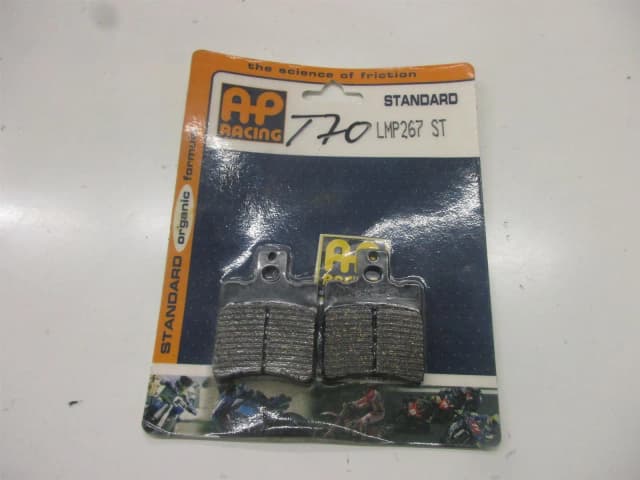 the science of friction
AP
RACING
T70
STANDARD
LMP267 ST
STANDARD organic formula
AP